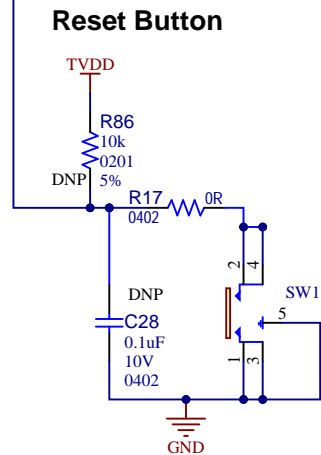 Reset Button
TVDD
R86
10k
0201
DNP 5%
R17 0R
0402
2 4
SW1
DNP
5
C28
0.1uF
10V
1 3
0402
GND